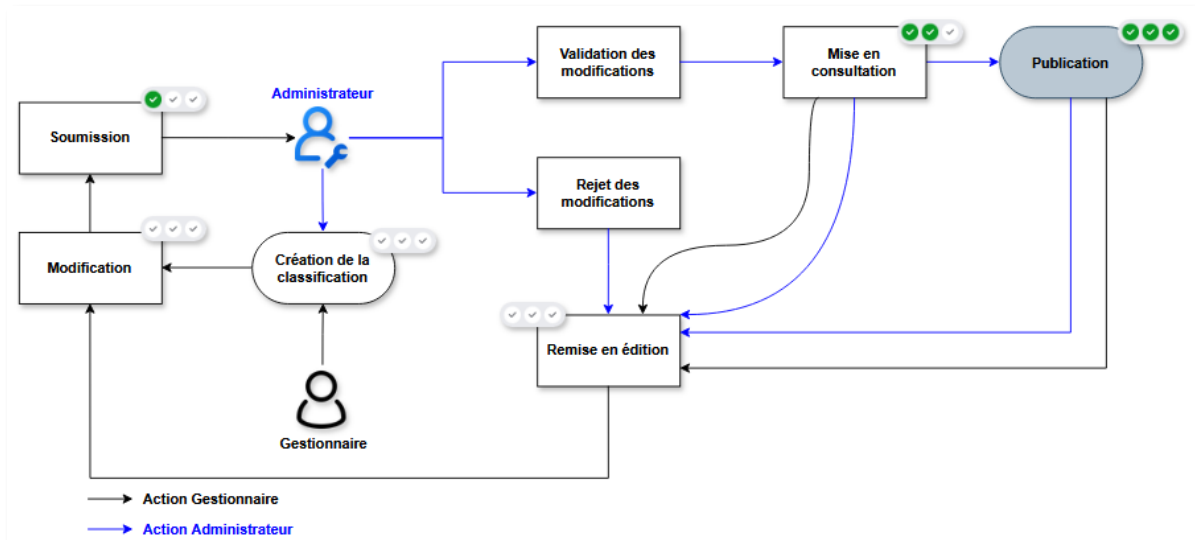 Validation des
modifications
Mise en
consultation
Publication
Administrateur
Soumission
Rejet des
modifications
Modification
Création de la
classification
Remise en édition
Gestionnaire
Action Gestionnaire
Action Administrateur